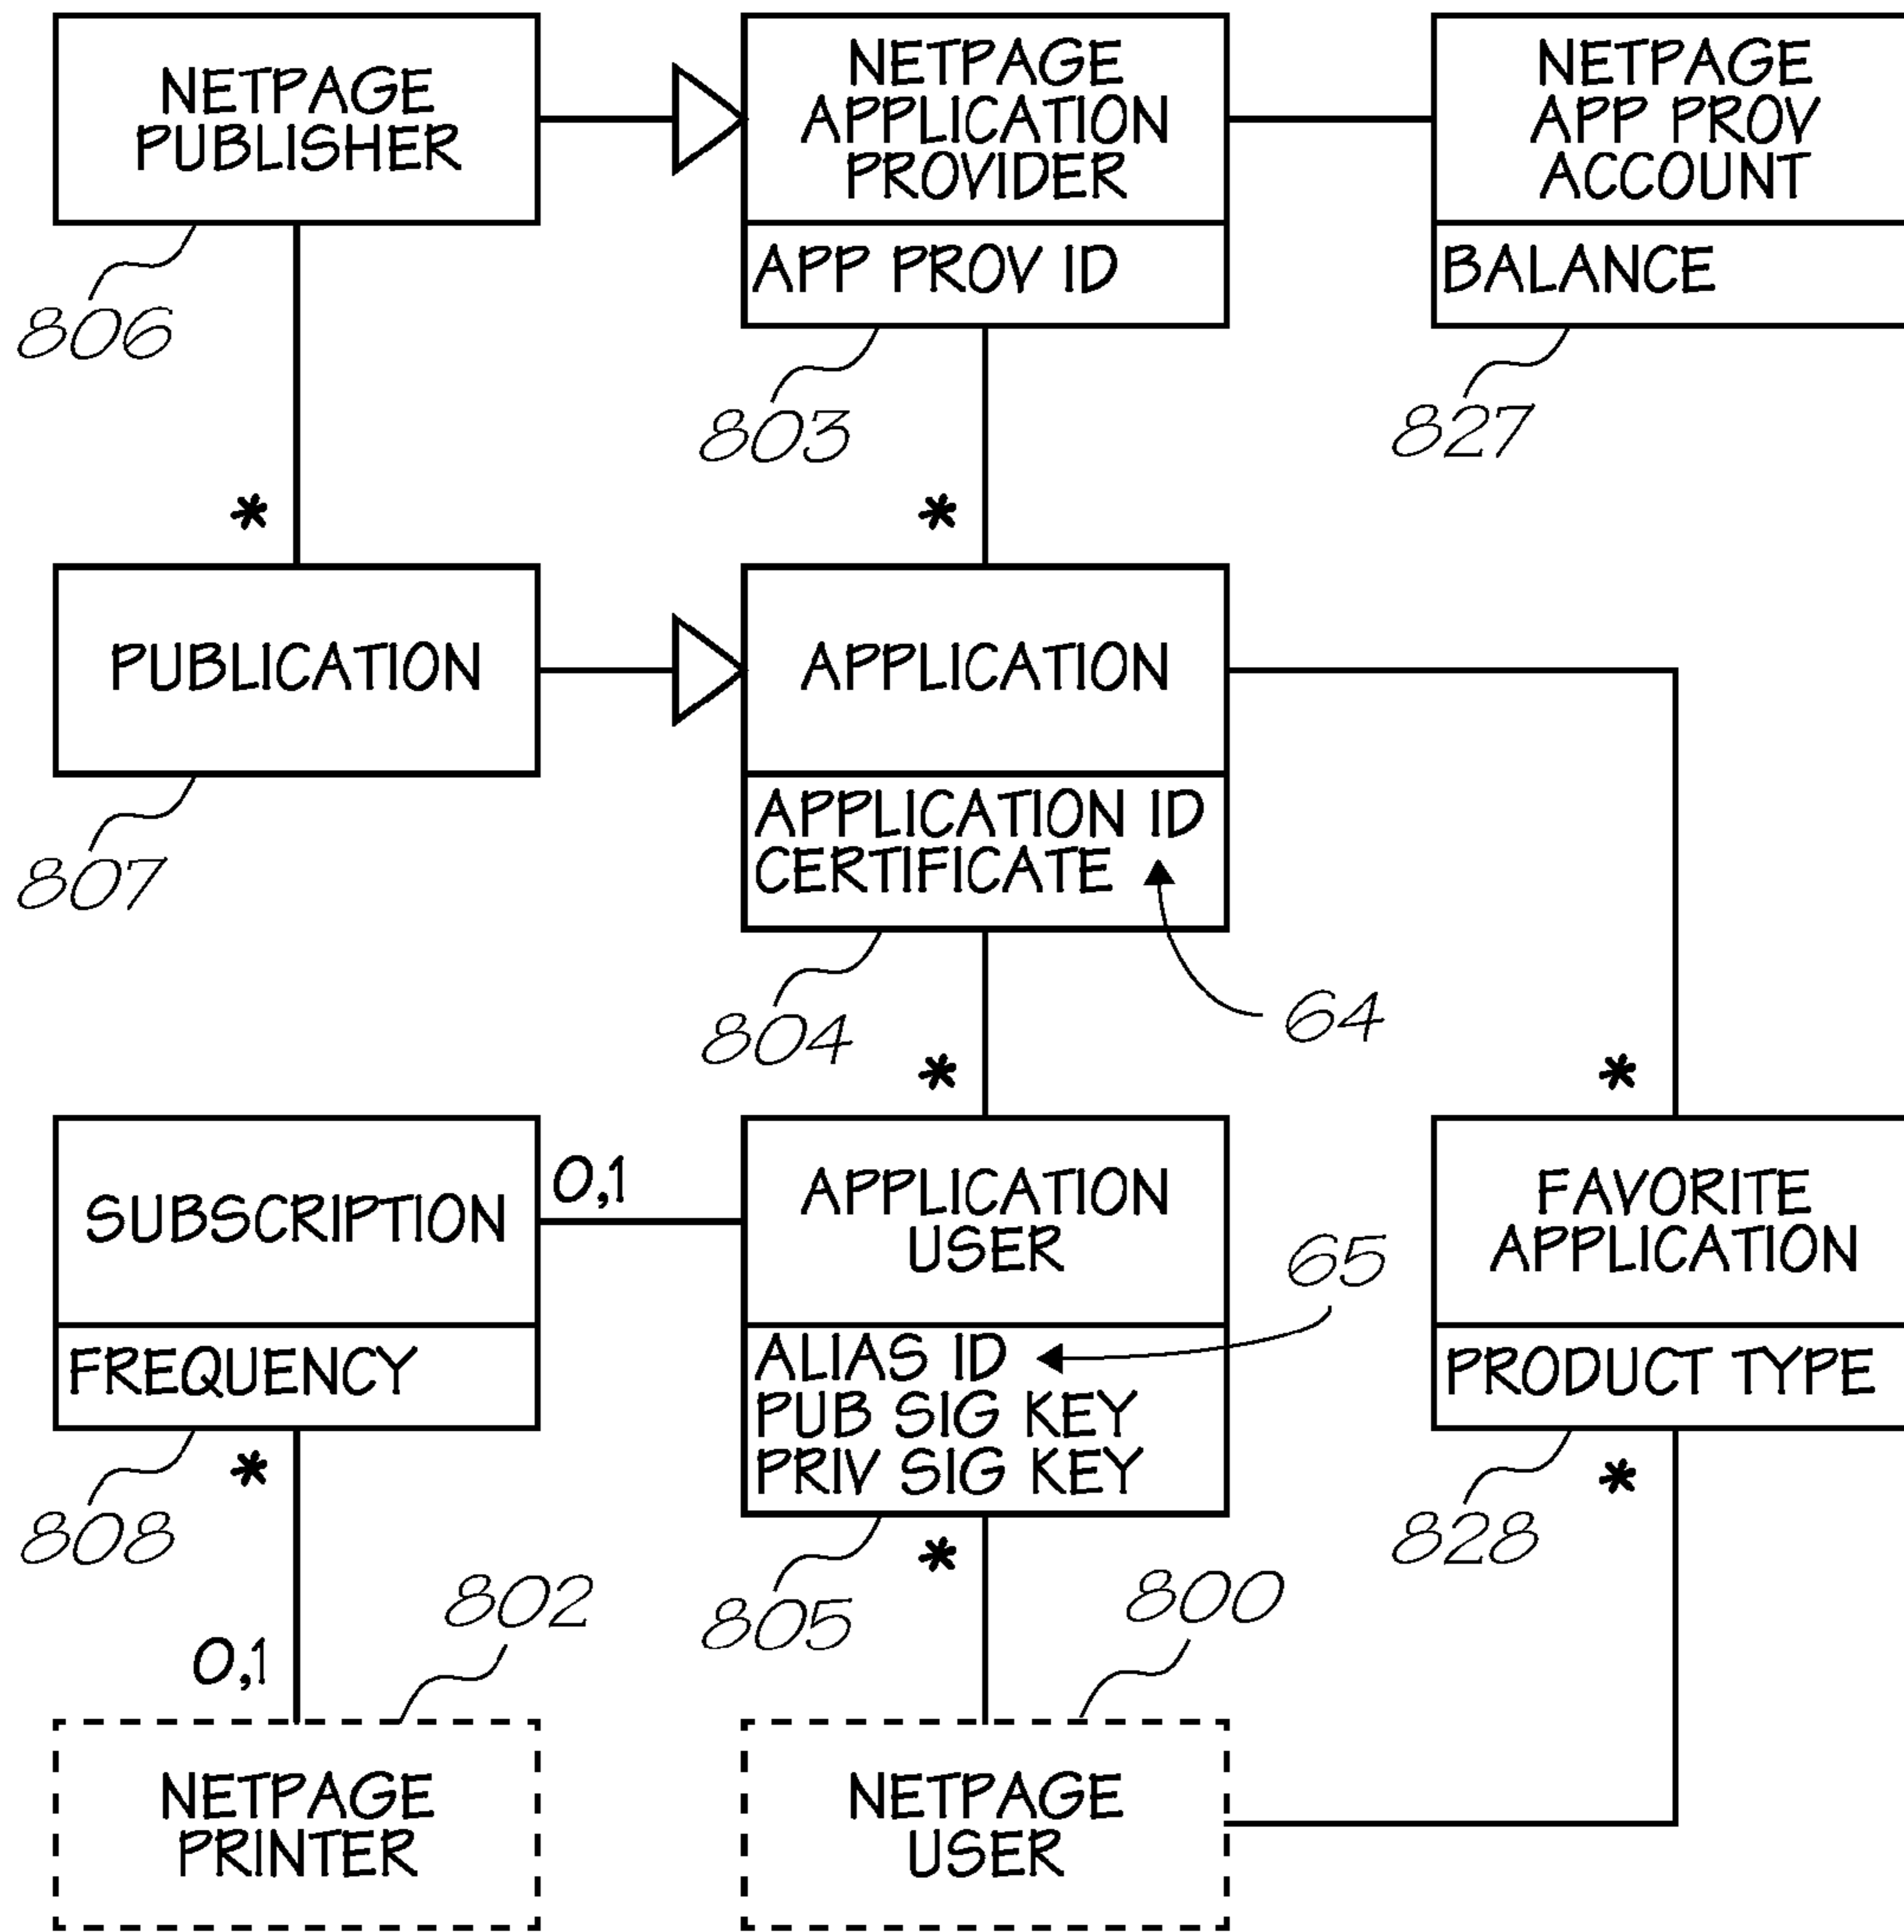 NETPAGE
PUBLISHER
NETPAGE
APPLICATION
PROVIDER
APP PROV ID
NETPAGE
APP PROV
ACCOUNT
BALANCE
806
803
827
*
*
PUBLICATION
APPLICATION
APPLICATION ID
CERTIFICATE
807
804
64
*
*
SUBSCRIPTION
FREQUENCY
0,1
APPLICATION
USER
ALIAS ID
PUB SIG KEY
PRIV SIG KEY
65
FAVORITE
APPLICATION
PRODUCT TYPE
808
*
805
*
828
*
802
800
0,1
NETPAGE
PRINTER
NETPAGE
USER